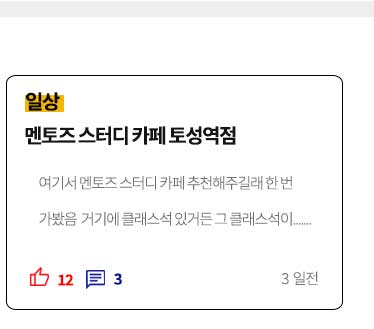 일상
멘토즈 스터디 카페 토성역점
여기서 멘토즈 스터디 카페 추천해주길래 한 번
가봤음 거기에 클래스석 있거든 그 클래스석이.......
12 3 3 일전